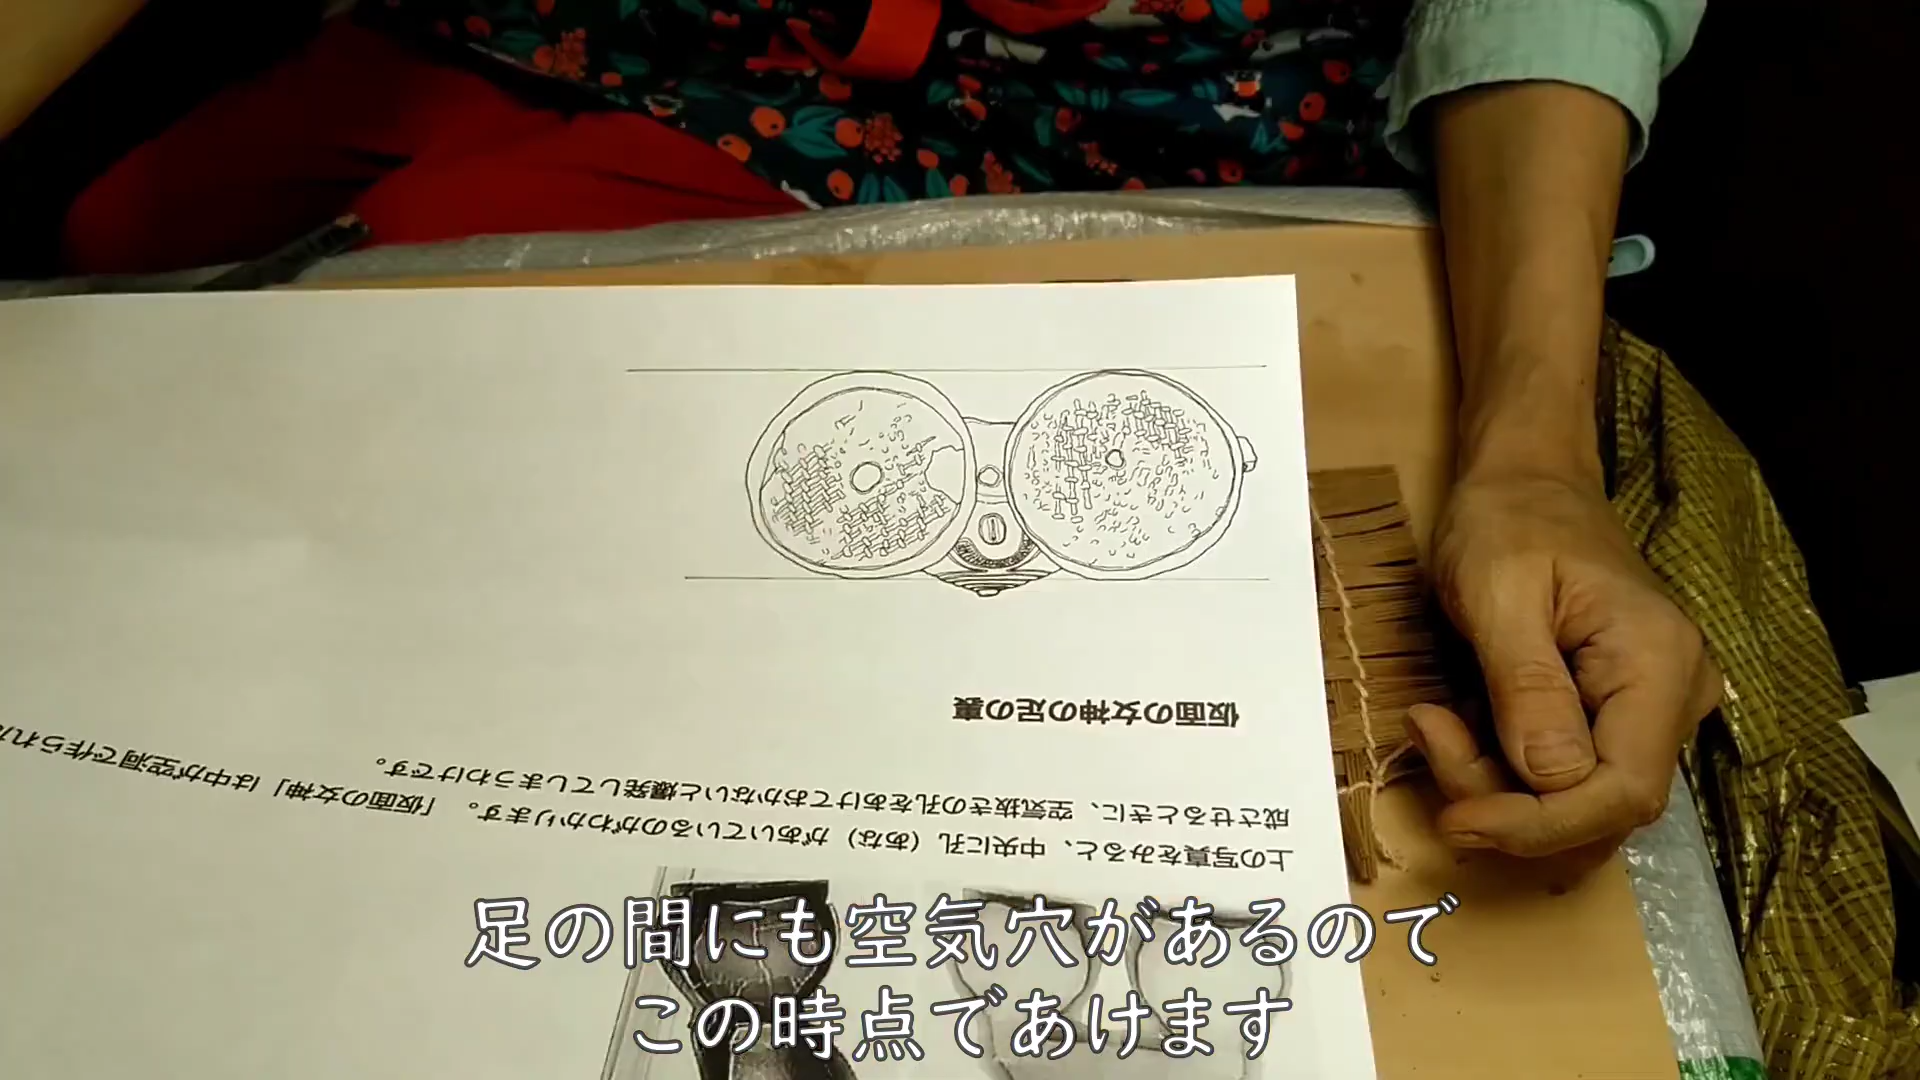 仮面の女神の足の裏
上の写真をみると、中央に孔（あな）があいているのがわかります。「仮面の女神」は中が空洞で作られた
成させるときに、空気抜きの孔をあけておかないと爆発してしまうわけです。
足の間にも空気穴があるので
この時点であけます